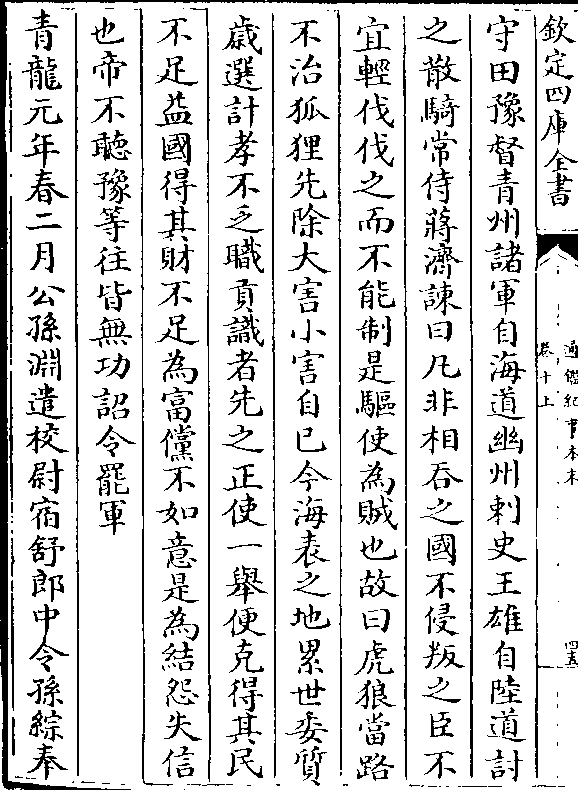 欽定四庫全書
通鑑紀事本末
卷十上
四五
守田豫督青州諸軍自海道幽州刺史王雄自陸道討
之散騎常侍蔣濟諫曰凡非相吞之國不侵叛之臣不
宜輕伐伐之而不能制是驅使為賊也故曰虎狼當路
不治狐狸先除大害小害自已今海表之地累世委質
歲選計孝不乏職貢議者先之正使一舉便克得其民
不足益國得其財不足為富儻不如意是為結怨失信
也帝不聽豫等往皆無功詔令罷軍
青龍元年春二月公孫淵遣校尉宿舒郎中令孫綜奉